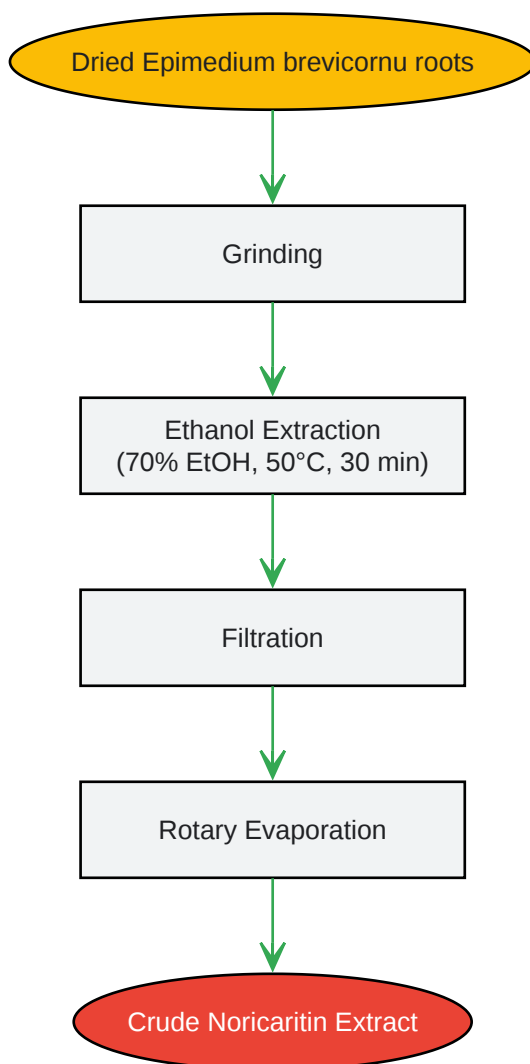 Dried Epimedium brevicornu roots
Grinding
Ethanol Extraction
(70% EtOH, 50°C, 30 min)
Filtration
Rotary Evaporation
Crude Noricaritin Extract